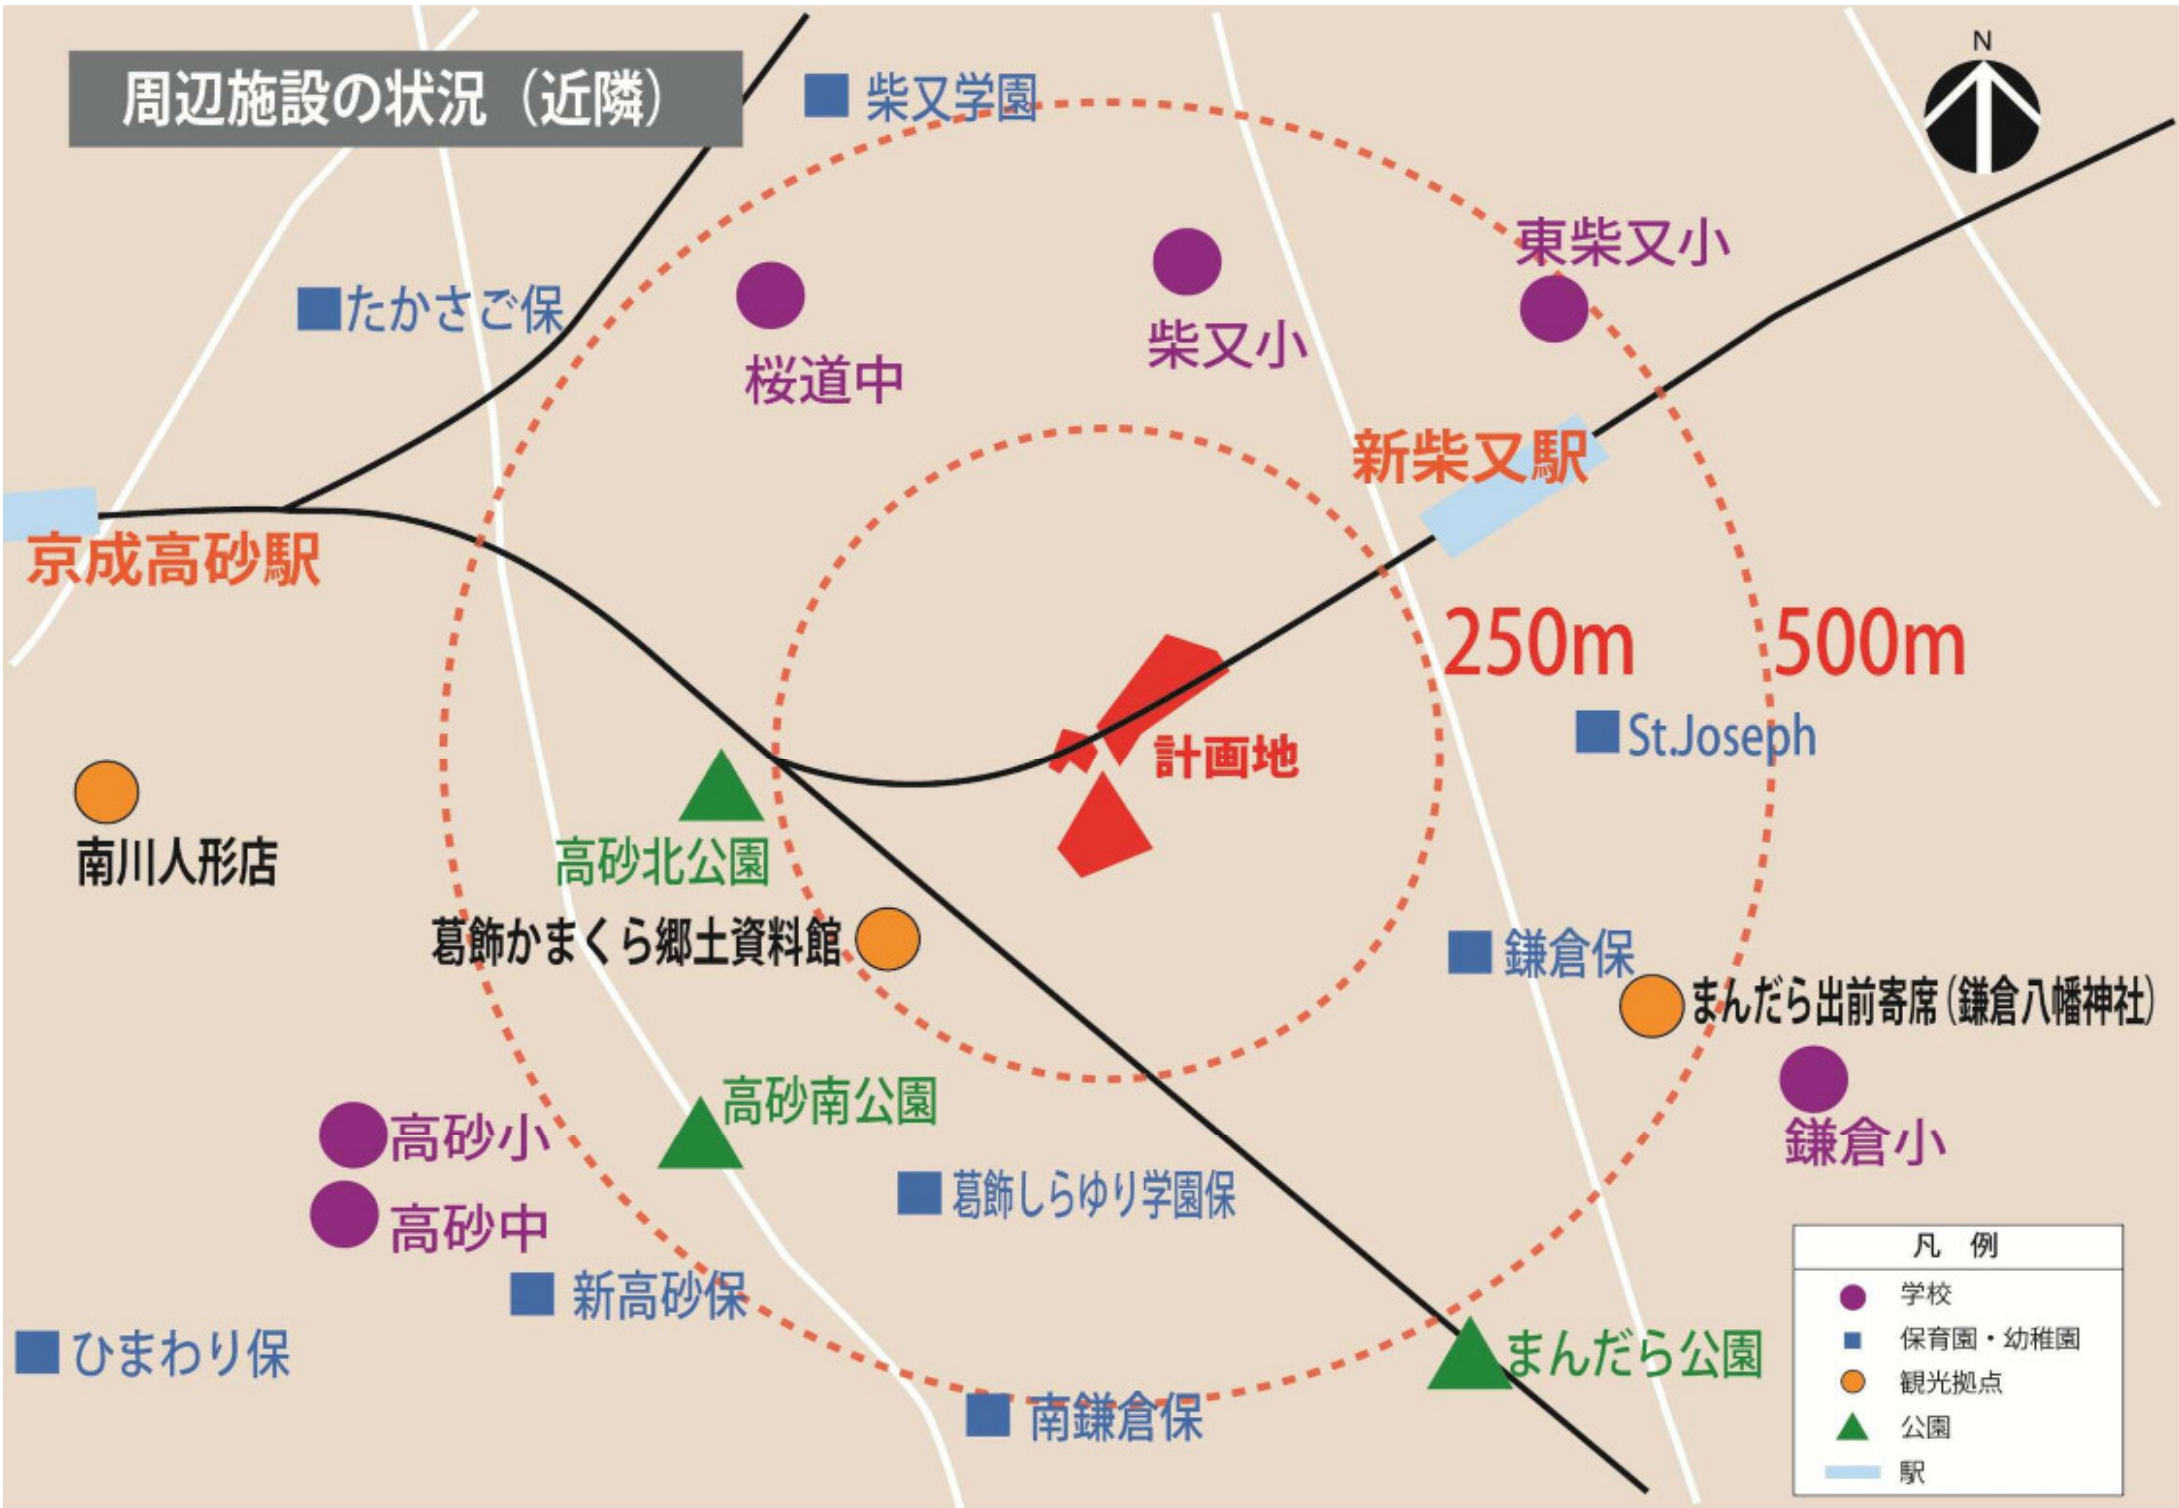 周辺施設の状況（近隣）
N
柴又学園
東柴又小
たかさご保
柴又小
桜道中
新柴又駅
京成高砂駅
250m
500m
St.Joseph
計画地
南川人形店
高砂北公園
葛飾かまくら郷土資料館
鎌倉保
まんだら出前寄席（鎌倉八幡神社）
高砂南公園
高砂小
鎌倉小
葛飾しらゆり学園保
高砂中
新高砂保
ひまわり保
まんだら公園
南鎌倉保
凡 例
学校
保育園・幼稚園
観光拠点
公園
駅